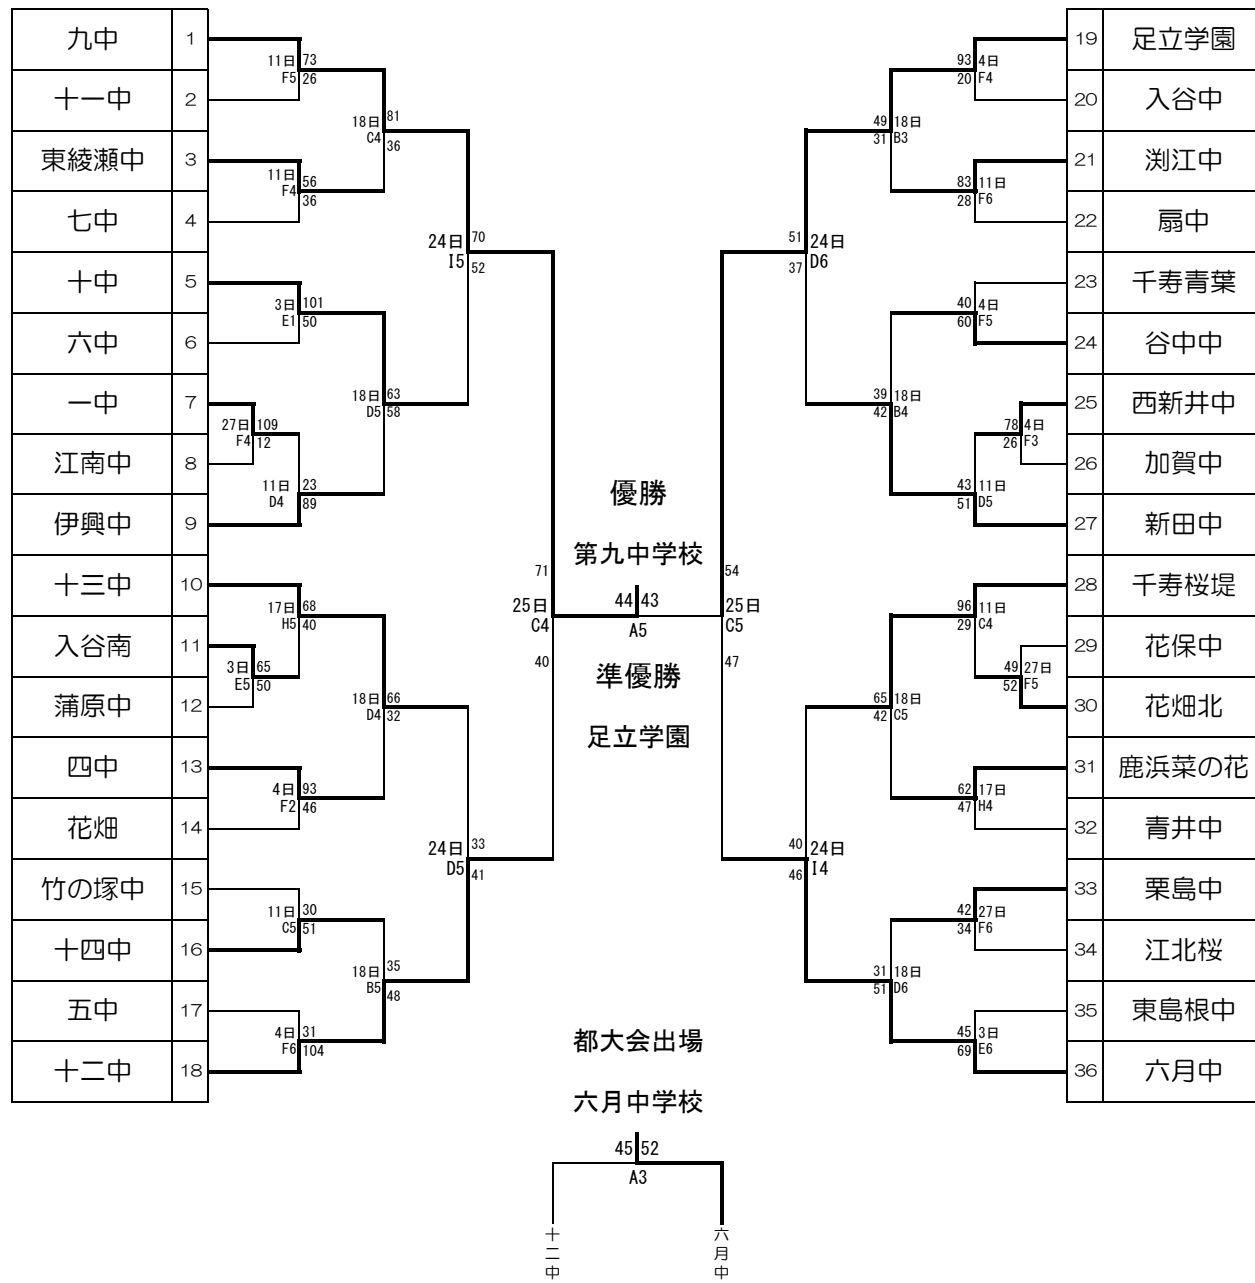 九中 1
十一中 2
東綾瀬中 3
七中 4
十中 5
六中 6
一中 7
江南中 8
伊興中 9
十三中 10
入谷南 11
蒲原中 12
四中 13
花畑 14
竹の塚中 15
十四中 16
五中 17
十二中 18
11日 73
F5 26
11日 56
F4 36
3日 101
E1 50
27日 109
F4 12
11日 23
D4 89
17日 68
H5 40
3日 65
E5 50
4日 93
F2 46
11日 30
C5 51
4日 31
F6 104
18日 81
C4 36
18日 63
D5 58
18日 66
D4 32
18日 35
B5 48
24日 70
I5 52
24日 33
D5 41
71
25日
C4
40
優勝
第九中学校
44 43
A5
準優勝
足立学園
54
25日
C5
47
51 24日
37 D6
40 24日
46 I4
49 18日
31 B3
39 18日
42 B4
65 18日
42 C5
31 18日
51 D6
93 4日
20 F4
83 11日
28 F6
40 4日
60 F5
78 4日
26 F3
43 11日
51 D5
96 11日
29 C4
49 27日
52 F5
62 17日
47 H4
42 27日
34 F6
45 3日
69 E6
19 足立学園
20 入谷中
21 渕江中
22 扇中
23 千寿青葉
24 谷中中
25 西新井中
26 加賀中
27 新田中
28 千寿桜堤
29 花保中
30 花畑北
31 鹿浜菜の花
32 青井中
33 栗島中
34 江北桜
35 東島根中
36 六月中
都大会出場
六月中学校
45 52
A3
十二中
六月中